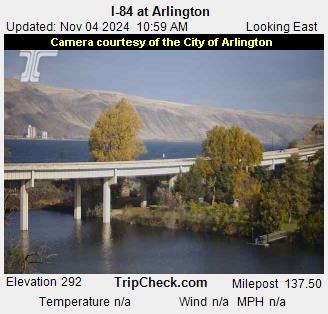 I-84 at Arlington
Updated: Nov 04 2024 10:59 AM Looking East
Camera courtesy of the City of Arlington
Elevation 292 TripCheck.com Milepost 137.50
Temperature n/a Wind n/a MPH n/a